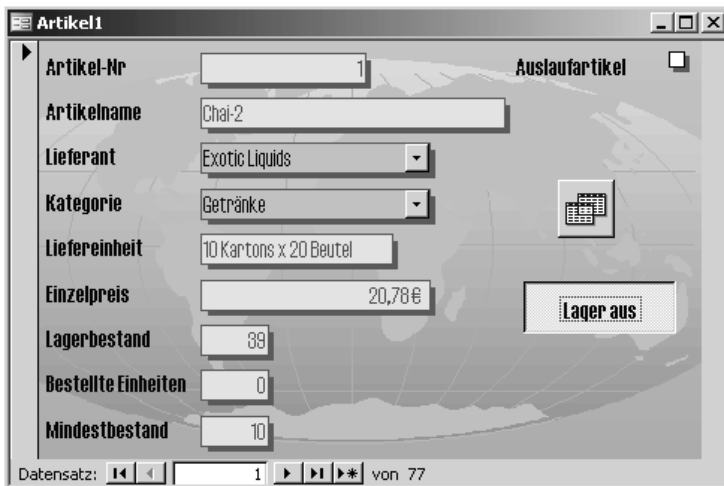 Artikel1
Artikel-Nr 1 Auslaufartikel
Artikelname Chai-2
Lieferant Exotic Liquids
Kategorie Getränke
Liefereinheit 10 Kartons x 20 Beutel
Einzelpreis 20,78€
Lager aus
Lagerbestand 39
Bestellte Einheiten 0
Mindestbestand 10
Datensatz: 1 von 77